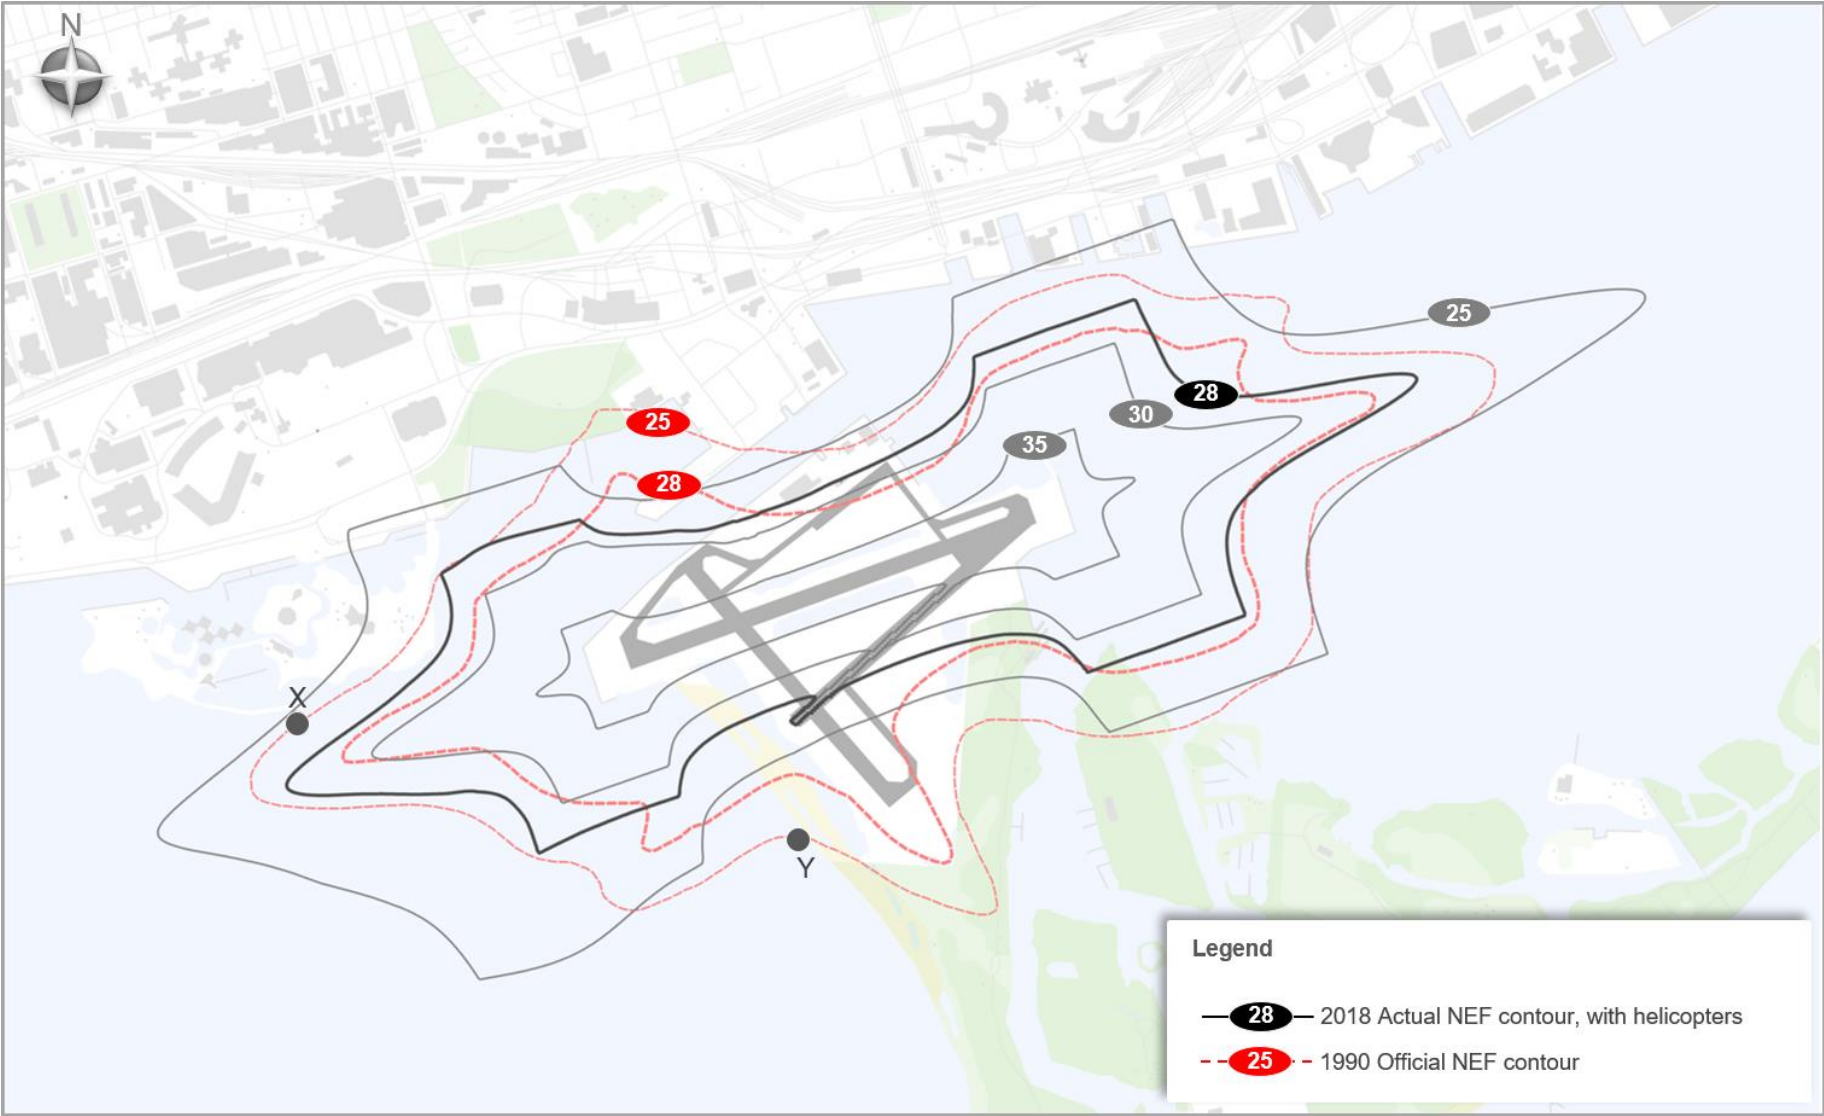 N
25
28
30
35
25
28
X
Y
Legend
28 2018 Actual NEF contour, with helicopters
25 1990 Official NEF contour